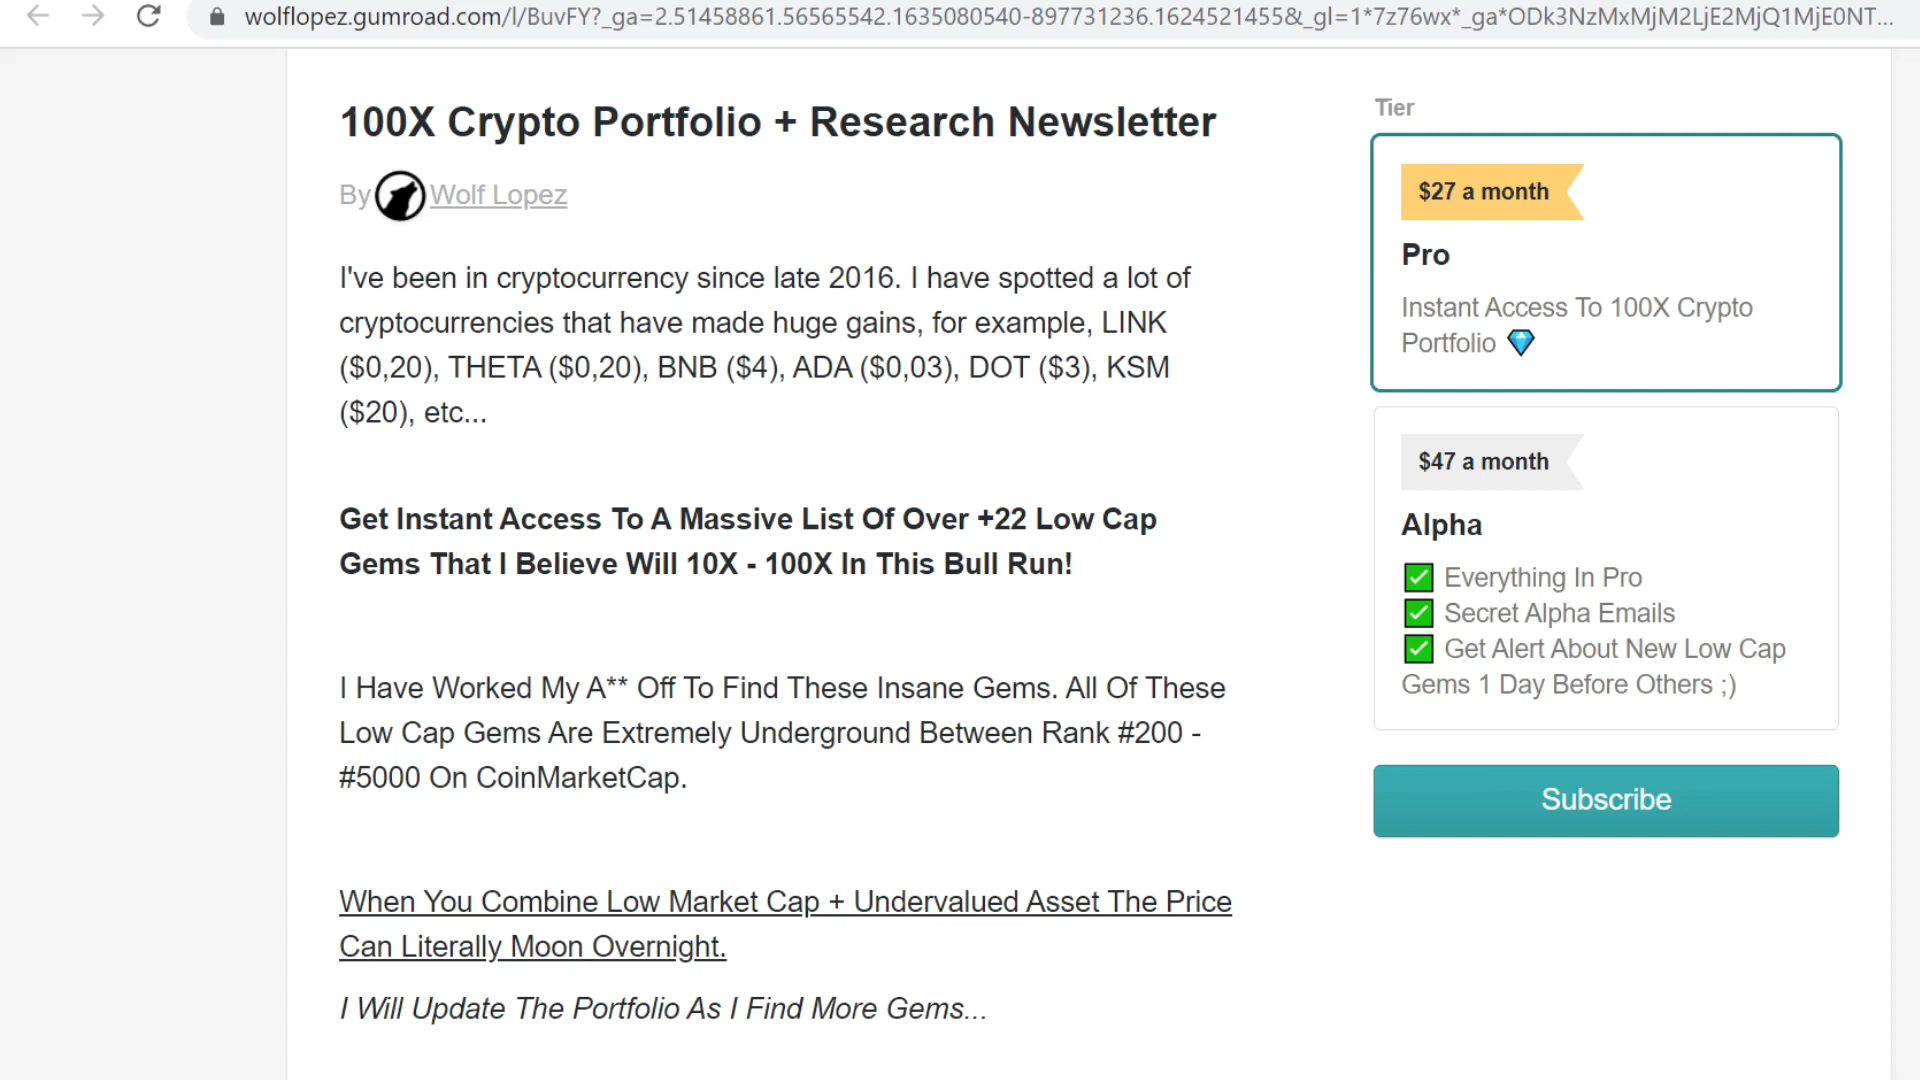 wolflopez.gumroad.com/l/BuvFY?_ga=2.51458861.56565542.1635080540-897731236.1624521455&_gl=1*7z76wx*_ga*ODk3NzMxMjM2LjE2MjQ1MjE0NT...
100X Crypto Portfolio + Research Newsletter
By Wolf Lopez
I've been in cryptocurrency since late 2016. I have spotted a lot of
cryptocurrencies that have made huge gains, for example, LINK
($0,20), THETA ($0,20), BNB ($4), ADA ($0,03), DOT ($3), KSM
($20), etc...
Get Instant Access To A Massive List Of Over +22 Low Cap
Gems That I Believe Will 10X - 100X In This Bull Run!
I Have Worked My A** Off To Find These Insane Gems. All Of These
Low Cap Gems Are Extremely Underground Between Rank #200 -
#5000 On CoinMarketCap.
When You Combine Low Market Cap + Undervalued Asset The Price
Can Literally Moon Overnight.
I Will Update The Portfolio As I Find More Gems...
Tier
$27 a month
Pro
Instant Access To 100X Crypto
Portfolio 💎
$47 a month
Alpha
✅ Everything In Pro
✅ Secret Alpha Emails
✅ Get Alert About New Low Cap
Gems 1 Day Before Others ;)
Subscribe